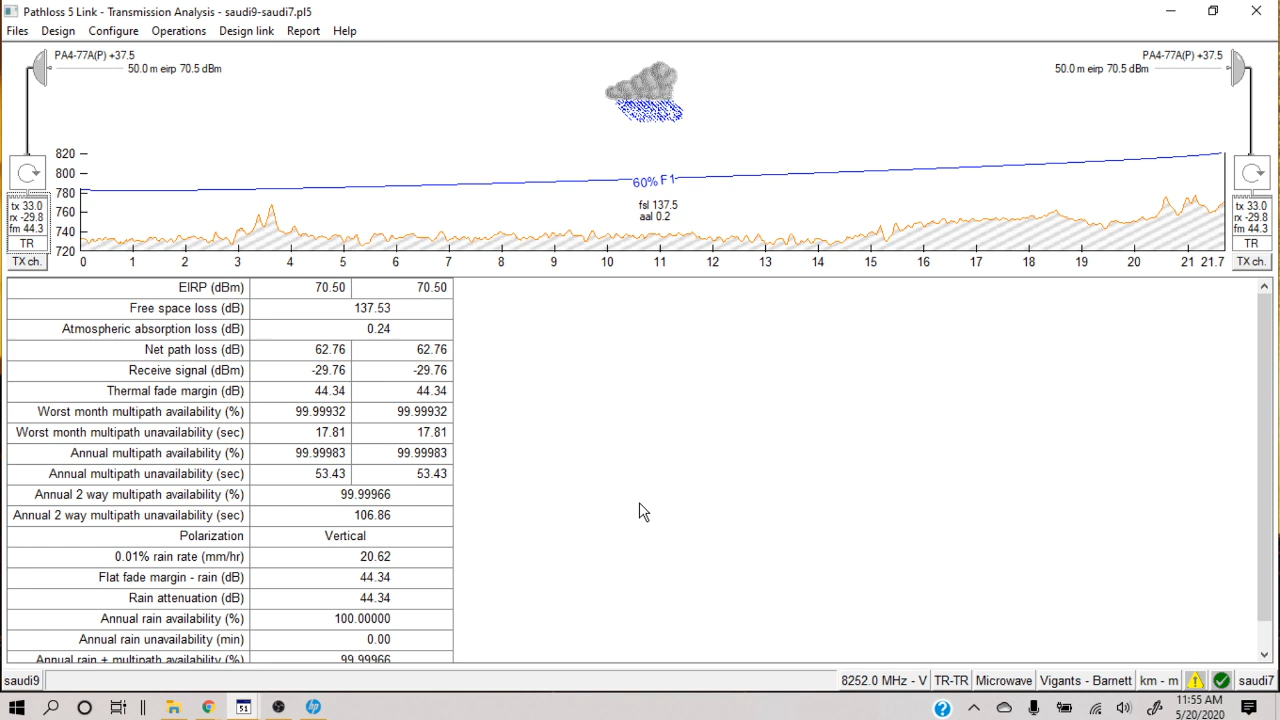 Pathloss 5 Link - Transmission Analysis - saudi9-saudi7.pl5
Files Design Configure Operations Design link Report Help
PA4-77A(P) +37.5 PA4-77A(P) +37.5
50.0 m eirp 70.5 dBm 50.0 m eirp 70.5 dBm
820
800
780
760
740
720
60% F1
fsl 137.5
aal 0.2
tx 33.0
rx -29.8
fm 44.3
TR
TX ch.
tx 33.0
rx -29.8
fm 44.3
TR
TX ch.
0 1 2 3 4 5 6 7 8 9 10 11 12 13 14 15 16 17 18 19 20 21 21.7
EIRP (dBm) 70.50 70.50
Free space loss (dB) 137.53
Atmospheric absorption loss (dB) 0.24
Net path loss (dB) 62.76 62.76
Receive signal (dBm) -29.76 -29.76
Thermal fade margin (dB) 44.34 44.34
Worst month multipath availability (%) 99.99932 99.99932
Worst month multipath unavailability (sec) 17.81 17.81
Annual multipath availability (%) 99.99983 99.99983
Annual multipath unavailability (sec) 53.43 53.43
Annual 2 way multipath availability (%) 99.99966
Annual 2 way multipath unavailability (sec) 106.86
Polarization Vertical
0.01% rain rate (mm/hr) 20.62
Flat fade margin - rain (dB) 44.34
Rain attenuation (dB) 44.34
Annual rain availability (%) 100.00000
Annual rain unavailability (min) 0.00
Annual rain + multipath availability (%) 99.99966
saudi9 8252.0 MHz - V TR-TR Microwave Vigants - Barnett km - m saudi7
11:55 AM
5/20/2020